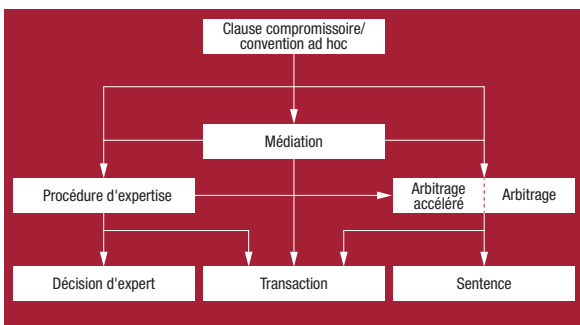 Clause compromissoire/
convention ad hoc
Médiation
Procédure d'expertise
Arbitrage
accéléré
Arbitrage
Décision d'expert
Transaction
Sentence